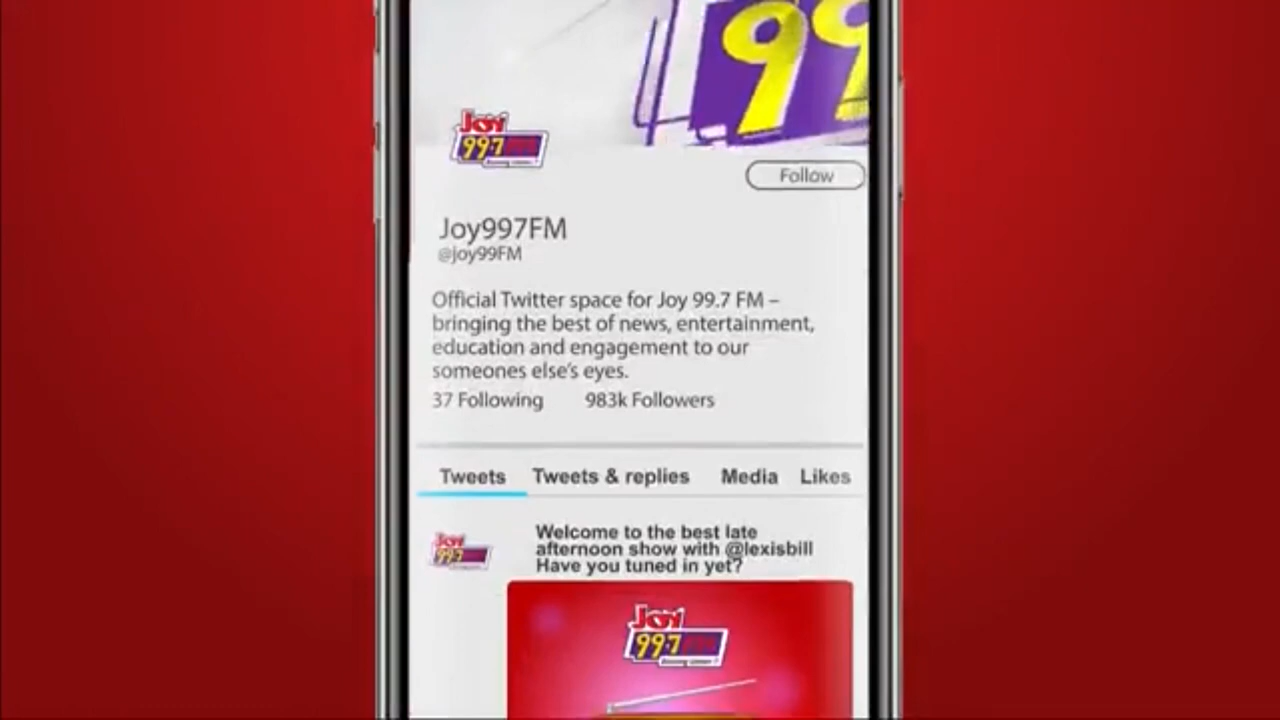 99
Joy
99.7 FM
Follow
Joy997FM
@Joy99FM
Official Twitter space for Joy 99.7 FM –
bringing the best of news, entertainment,
education and engagement to our
someones else's eyes.
37 Following 983k Followers
Tweets Tweets & replies Media Likes
Joy
99.7
Welcome to the best late
afternoon show with @lexisbill
Have you tuned in yet?
Joy
99.7 FM